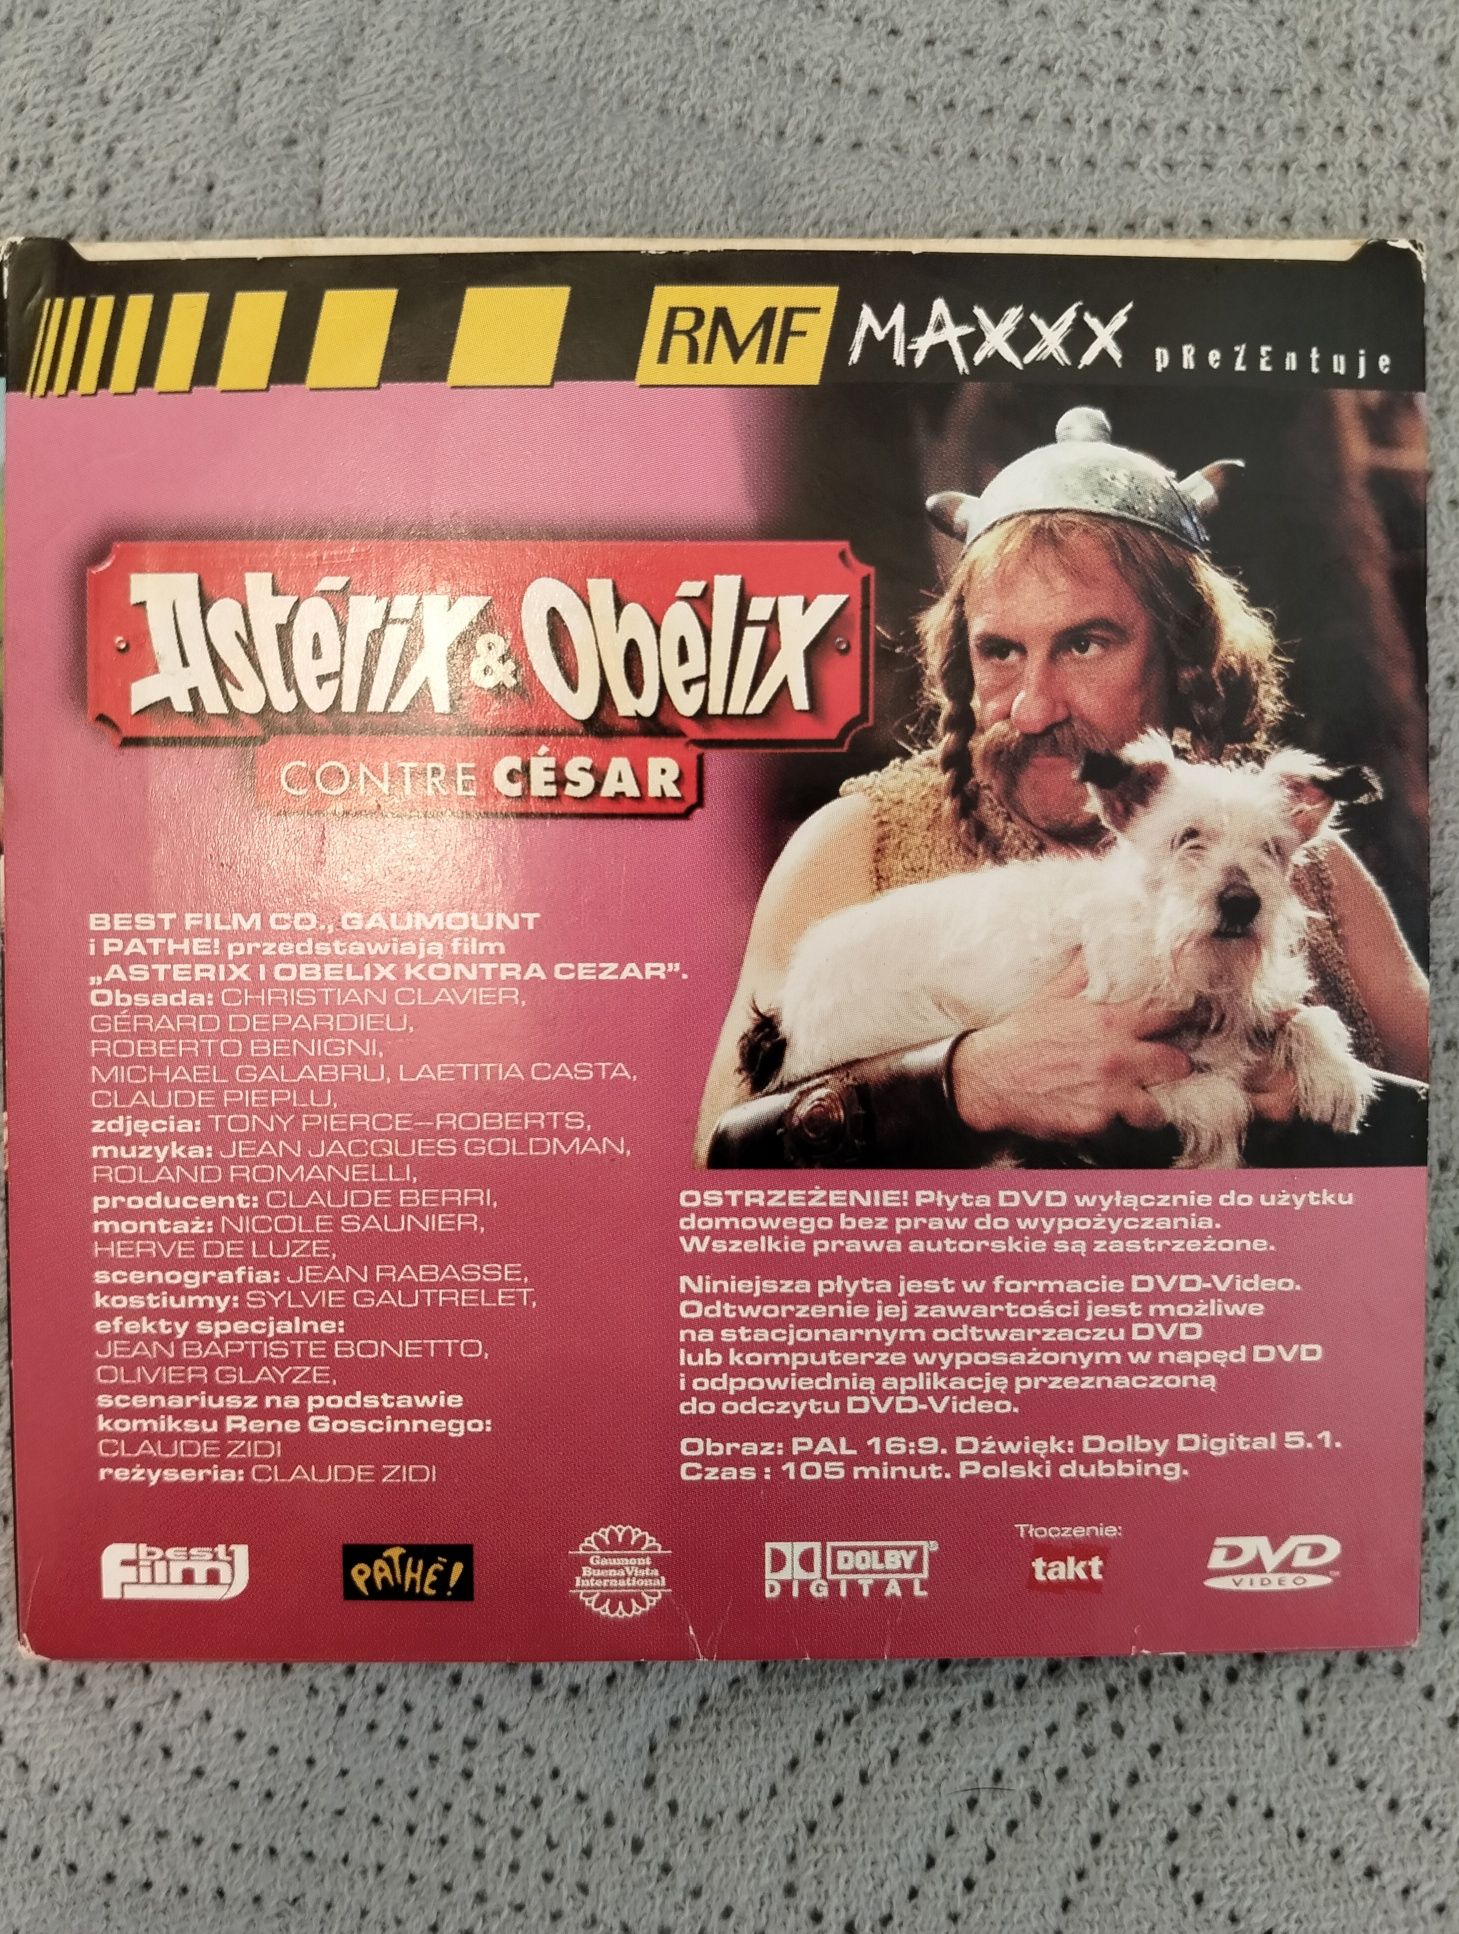 RMF MAXXX pReZEntuje
Astérix & Obélix
CONTRE CÉSAR
BEST FILM CO., GAUMOUNT
i PATHE! przedstawiają film
„ASTERIX I OBELIX KONTRA CEZAR”.
Obsada: CHRISTIAN CLAVIER,
GÉRARD DEPARDIEU,
ROBERTO BENIGNI,
MICHAEL GALABRU, LAETITIA CASTA,
CLAUDE PIEPLU,
zdjęcia: TONY PIERCE-ROBERTS,
muzyka: JEAN JACQUES GOLDMAN,
ROLAND ROMANELLI,
producent: CLAUDE BERRI,
montaż: NICOLE SAUNIER,
HERVE DE LUZE,
scenografia: JEAN RABASSE,
kostiumy: SYLVIE GAUTRELET,
efekty specjalne:
JEAN BAPTISTE BONETTO,
OLIVIER GLAYZE,
scenariusz na podstawie
komiksu Rene Goscinnego:
CLAUDE ZIDI
reżyseria: CLAUDE ZIDI
OSTRZEŻENIE! Płyta DVD wyłącznie do użytku
domowego bez praw do wypożyczania.
Wszelkie prawa autorskie są zastrzeżone.
Niniejsza płyta jest w formacie DVD-Video.
Odtworzenie jej zawartości jest możliwe
na stacjonarnym odtwarzaczu DVD
lub komputerze wyposażonym w napęd DVD
i odpowiednią aplikację przeznaczoną
do odczytu DVD-Video.
Obraz: PAL 16:9. Dźwięk: Dolby Digital 5.1.
Czas : 105 minut. Polski dubbing.
best
film
PATHÉ!
Gaumont
BuenaVista
International
DOLBY
DIGITAL
Tłoczenie:
takt
DVD
VIDEO